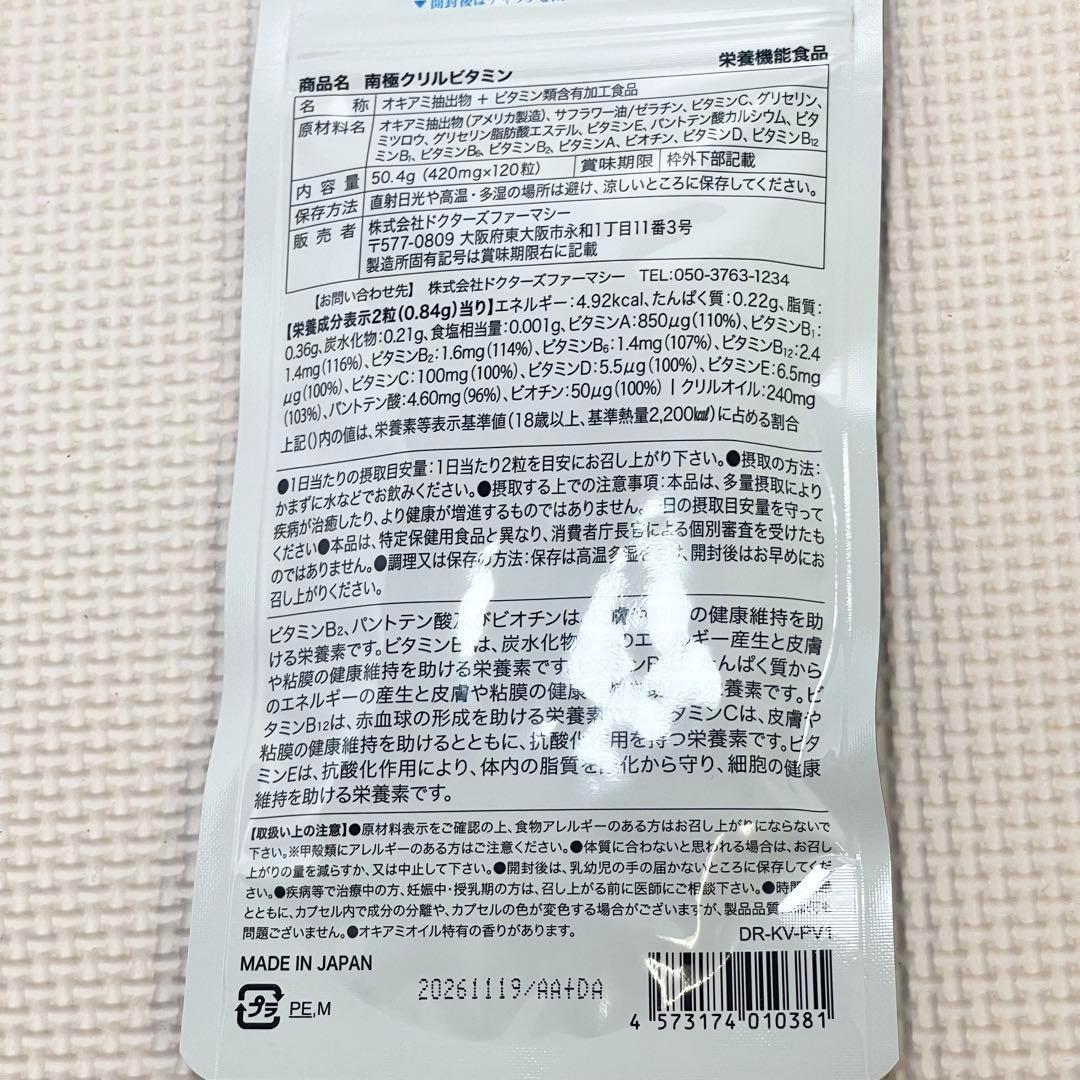 ▼開封後はチャックを
栄養機能食品
商品名 南極クリルビタミン
名称 オキアミ抽出物 + ビタミン類含有加工食品
原材料名 オキアミ抽出物(アメリカ製造)、サフラワー油/ゼラチン、ビタミンC、グリセリン、
ミツロウ、グリセリン脂肪酸エステル、ビタミンE、パントテン酸カルシウム、ビタ
ミンB1、ビタミンB6、ビタミンB2、ビタミンA、ビオチン、ビタミンD、ビタミンB12
内容量 50.4g (420mg×120粒) 賞味期限 枠外下部記載
保存方法 直射日光や高温・多湿の場所は避け、涼しいところに保存してください。
販売者 株式会社ドクターズファーマシー
〒577-0809 大阪府東大阪市永和1丁目11番3号
製造所固有記号は賞味期限右に記載
【お問い合わせ先】 株式会社ドクターズファーマシー TEL:050-3763-1234
【栄養成分表示2粒(0.84g)当り】エネルギー:4.92kcal、たんぱく質:0.22g、脂質:
0.36g、炭水化物:0.21g、食塩相当量:0.001g、ビタミンA:850μg(110%)、ビタミンB1:
1.4mg(116%)、ビタミンB2:1.6mg(114%)、ビタミンB6:1.4mg(107%)、ビタミンB12:2.4
μg(100%)、ビタミンC:100mg(100%)、ビタミンD:5.5μg(100%)、ビタミンE:6.5mg
(103%)、パントテン酸:4.60mg(96%)、ビオチン:50μg(100%) | クリルオイル:240mg
上記()内の値は、栄養素等表示基準値(18歳以上、基準熱量2,200㎉)に占める割合
●1日当たりの摂取目安量:1日当たり2粒を目安にお召し上がり下さい。●摂取の方法:
かまずに水などでお飲みください。●摂取する上での注意事項:本品は、多量摂取により
疾病が治癒したり、より健康が増進するものではありません。一日の摂取目安量を守って
ください●本品は、特定保健用食品と異なり、消費者庁長官による個別審査を受けたも
のではありません。●調理又は保存の方法:保存は高温多湿を、開封後はお早めにお
召し上がりください。
ビタミンB2、パントテン酸及びビオチンは、皮膚の健康維持を助
ける栄養素です。ビタミンB は、炭水化物のエネルギー産生と皮膚
や粘膜の健康維持を助ける栄養素です。ビタミンB たんぱく質から
のエネルギーの産生と皮膚や粘膜の健康 栄養素です。ビ
タミンB12は、赤血球の形成を助ける栄養素 タミンCは、皮膚や
粘膜の健康維持を助けるとともに、抗酸化作用を持つ栄養素です。ビタ
ミンEは、抗酸化作用により、体内の脂質を酸化から守り、細胞の健康
維持を助ける栄養素です。
【取扱い上の注意】●原材料表示をご確認の上、食物アレルギーのある方はお召し上がりにならないで
下さい。※甲殻類にアレルギーのある方はご注意ください。●体質に合わないと思われる場合は、お召し
上がりの量を減らすか、又は中止して下さい。●開封後は、乳幼児の手の届かないところに保存してくだ
さい。●疾病等で治療中の方、妊娠中・授乳期の方は、召し上がる前に医師にご相談下さい。●時間経過
とともに、カプセル内で成分の分離や、カプセルの色が変色する場合がございますが、製品品質に何も
問題ございません。●オキアミオイル特有の香りがあります。
DR-KV-PV1
MADE IN JAPAN
プラ PE,M
20261119/AA+DA
4 573174 010381